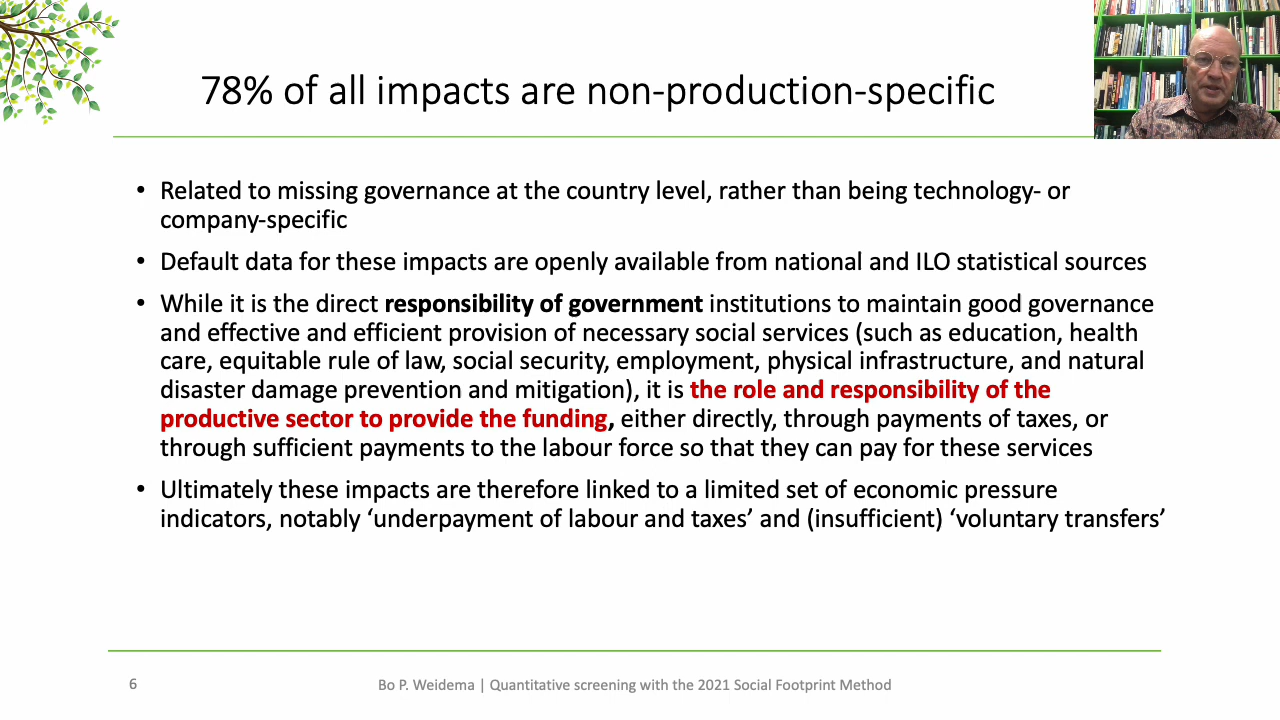 78% of all impacts are non-production-specific
• Related to missing governance at the country level, rather than being technology- or
company-specific
• Default data for these impacts are openly available from national and ILO statistical sources
• While it is the direct responsibility of government institutions to maintain good governance
and effective and efficient provision of necessary social services (such as education, health
care, equitable rule of law, social security, employment, physical infrastructure, and natural
disaster damage prevention and mitigation), it is the role and responsibility of the
productive sector to provide the funding, either directly, through payments of taxes, or
through sufficient payments to the labour force so that they can pay for these services
• Ultimately these impacts are therefore linked to a limited set of economic pressure
indicators, notably ‘underpayment of labour and taxes’ and (insufficient) ‘voluntary transfers’
6
Bo P. Weidema | Quantitative screening with the 2021 Social Footprint Method